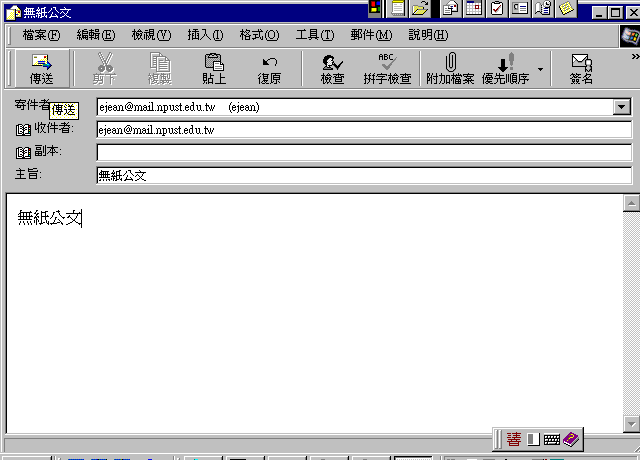 無紙公文
檔案(F) 編輯(E) 檢視(V) 插入(I) 格式(O) 工具(T) 郵件(M) 說明(H)
傳送 剪下 複製 貼上 復原 ABC 檢查 拼字檢查 附加檔案 優先順序 簽名 »
寄件者 ejean@mail.npust.edu.tw (ejean)
傳送
收件者: ejean@mail.npust.edu.tw
副本:
主旨: 無紙公文
無紙公文